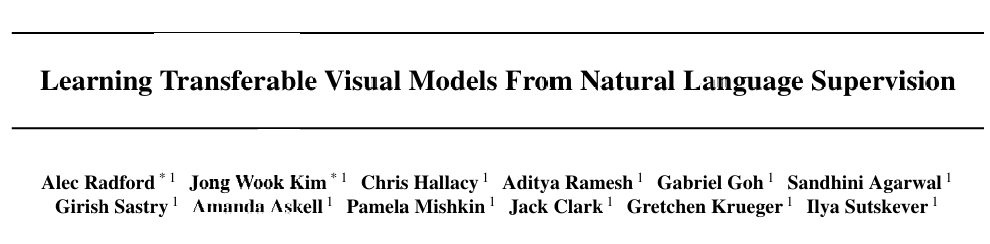 Learning Transferable Visual Models From Natural Language Supervision
Alec Radford * 1 Jong Wook Kim * 1 Chris Hallacy 1 Aditya Ramesh 1 Gabriel Goh 1 Sandhini Agarwal 1
Girish Sastry 1 Amanda Askell 1 Pamela Mishkin 1 Jack Clark 1 Gretchen Krueger 1 Ilya Sutskever 1